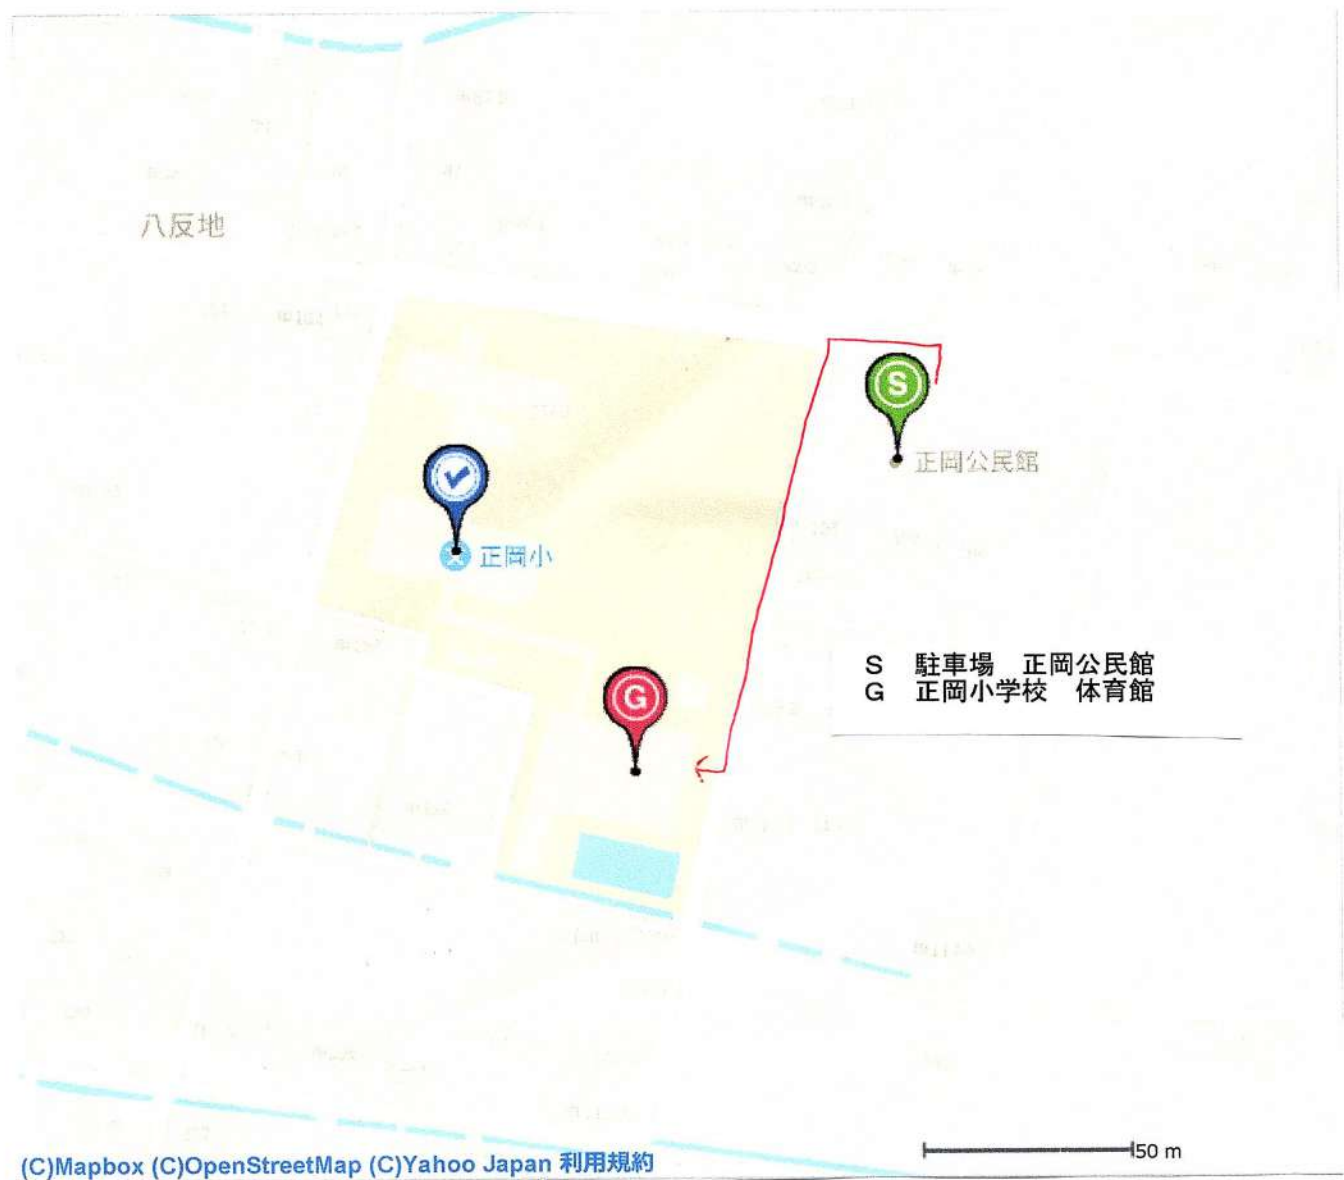 八反地
S
正岡公民館
正岡小
S 駐車場 正岡公民館
G 正岡小学校 体育館
G
50 m
(C)Mapbox (C)OpenStreetMap (C)Yahoo Japan 利用規約